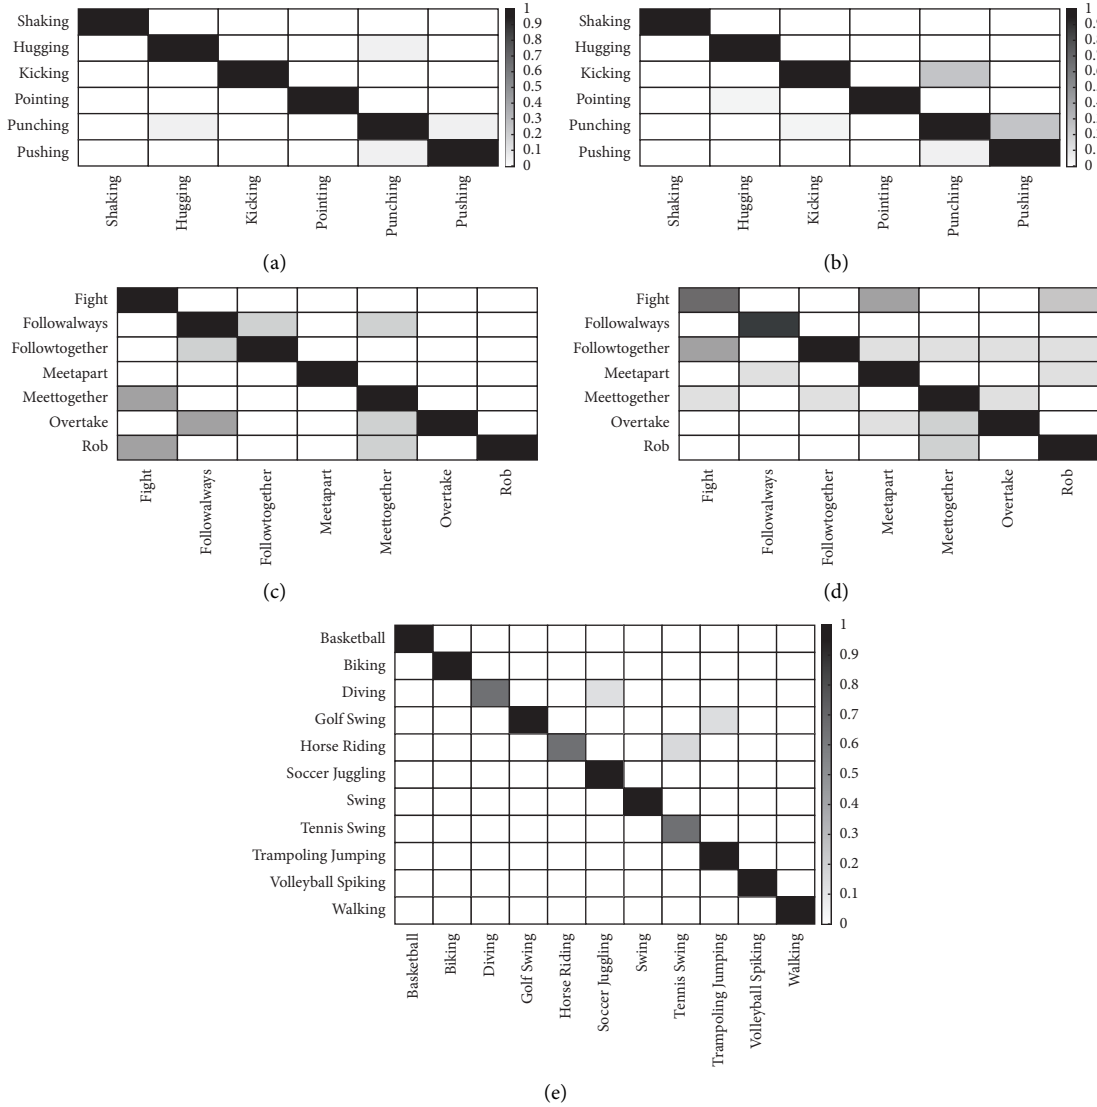 Shaking
Hugging
Kicking
Pointing
Punching
Pushing
1
0.9
0.8
0.7
0.6
0.5
0.4
0.3
0.2
0.1
0
Shaking
Hugging
Kicking
Pointing
Punching
Pushing
(a)
Shaking
Hugging
Kicking
Pointing
Punching
Pushing
1
0
Shaking
Hugging
Kicking
Pointing
Punching
Pushing
(b)
Fight
Followalways
Followtogether
Meetapart
Meettogether
Overtake
Rob
Fight
Followalways
Followtogether
Meetapart
Meettogether
Overtake
Rob
(c)
Fight
Followalways
Followtogether
Meetapart
Meettogether
Overtake
Rob
Fight
Followalways
Followtogether
Meetapart
Meettogether
Overtake
Rob
(d)
Basketball
Biking
Diving
Golf Swing
Horse Riding
Soccer Juggling
Swing
Tennis Swing
Trampoling Jumping
Volleyball Spiking
Walking
1
0.9
0.8
0.7
0.6
0.5
0.4
0.3
0.2
0.1
0
Basketball
Biking
Diving
Golf Swing
Horse Riding
Soccer Juggling
Swing
Tennis Swing
Trampoling Jumping
Volleyball Spiking
Walking
(e)